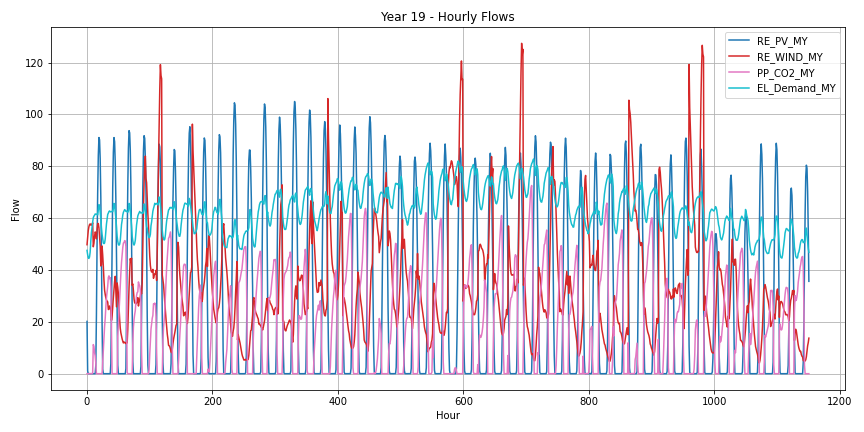 Year 19 - Hourly Flows
RE_PV_MY
RE_WIND_MY
PP_CO2_MY
EL_Demand_MY
120
100
80
60
40
20
0
Flow
0 200 400 600 800 1000 1200
Hour